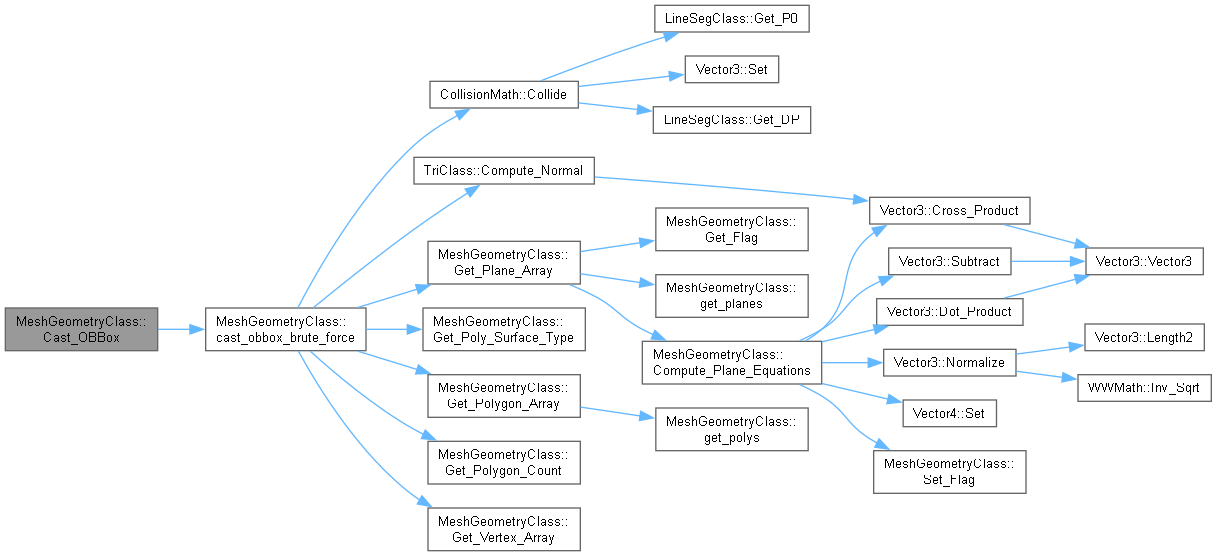 MeshGeometryClass::
Cast_OBBox
MeshGeometryClass::
cast_obbox_brute_force
CollisionMath::Collide
LineSegClass::Get_P0
Vector3::Set
LineSegClass::Get_DP
TriClass::Compute_Normal
MeshGeometryClass::
Get_Plane_Array
MeshGeometryClass::
Get_Flag
MeshGeometryClass::
get_planes
MeshGeometryClass::
Compute_Plane_Equations
Vector3::Cross_Product
Vector3::Subtract
Vector3::Dot_Product
Vector3::Vector3
Vector3::Normalize
Vector3::Length2
WWMath::Inv_Sqrt
Vector4::Set
MeshGeometryClass::
Set_Flag
MeshGeometryClass::
Get_Poly_Surface_Type
MeshGeometryClass::
Get_Polygon_Array
MeshGeometryClass::
get_polys
MeshGeometryClass::
Get_Polygon_Count
MeshGeometryClass::
Get_Vertex_Array